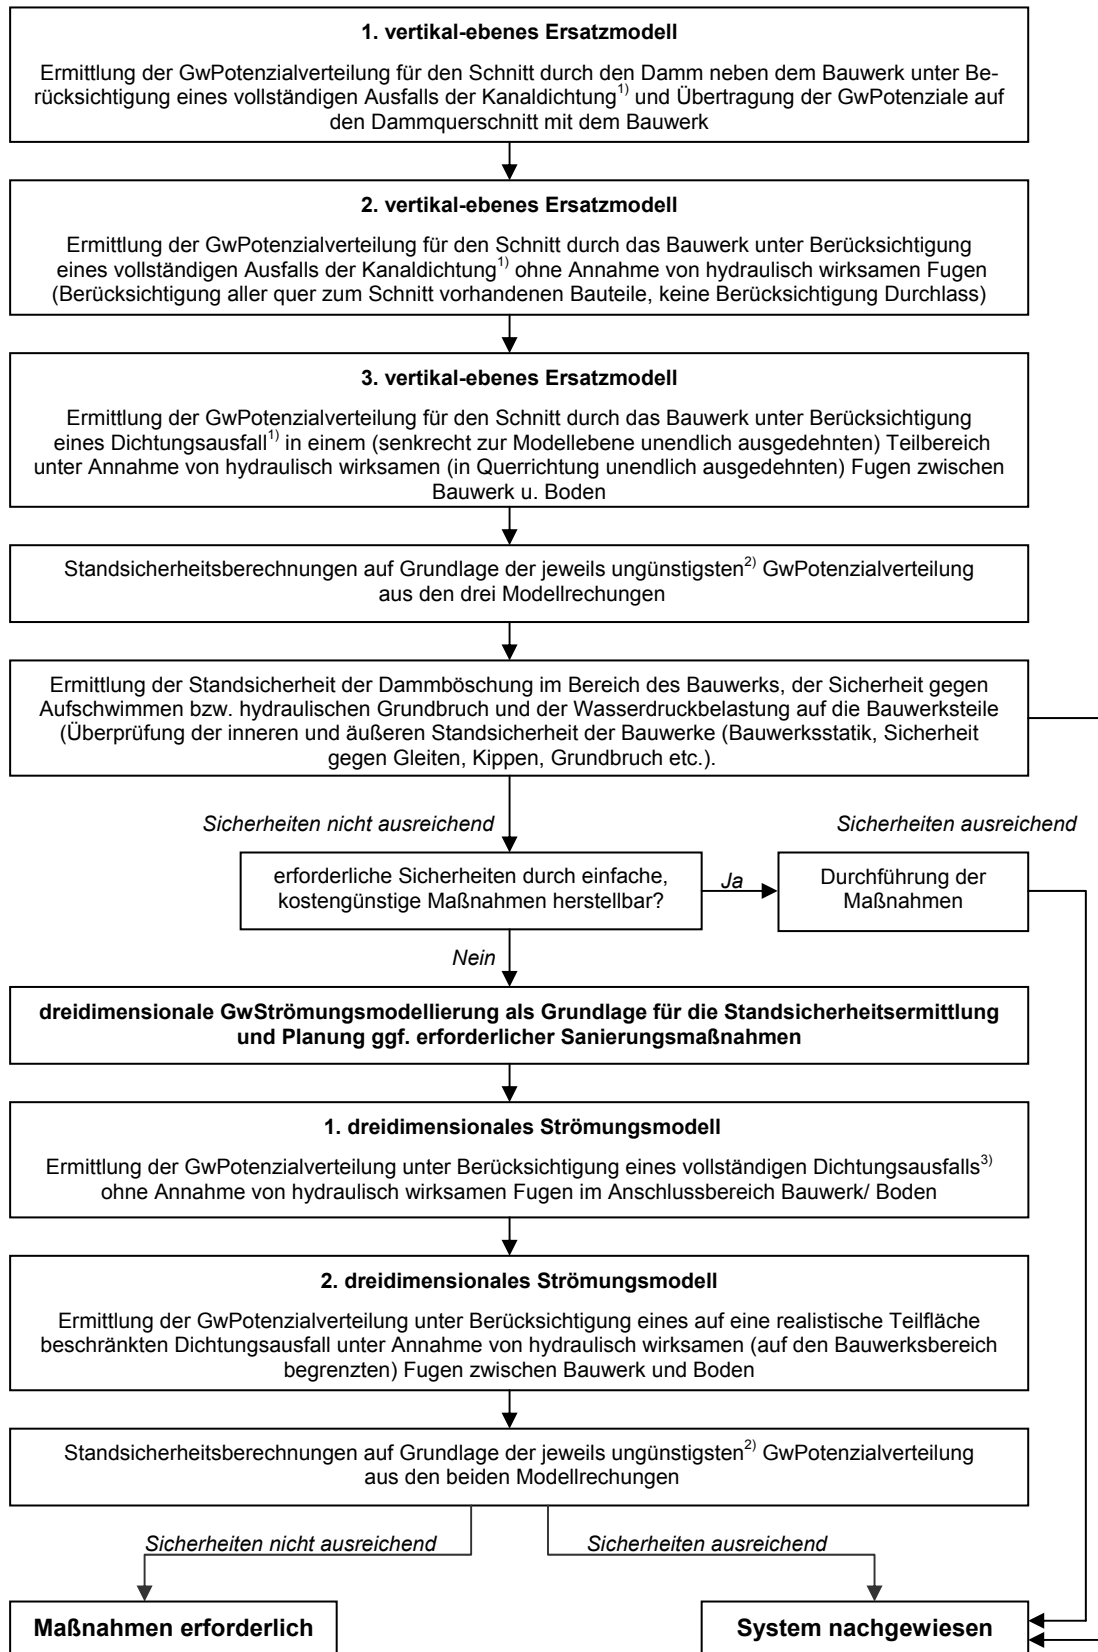 1. vertikal-ebenes Ersatzmodell
Ermittlung der GwPotenzialverteilung für den Schnitt durch den Damm neben dem Bauwerk unter Be-
rücksichtigung eines vollständigen Ausfalls der Kanaldichtung1) und Übertragung der GwPotenziale auf
den Dammquerschnitt mit dem Bauwerk
2. vertikal-ebenes Ersatzmodell
Ermittlung der GwPotenzialverteilung für den Schnitt durch das Bauwerk unter Berücksichtigung
eines vollständigen Ausfalls der Kanaldichtung1) ohne Annahme von hydraulisch wirksamen Fugen
(Berücksichtigung aller quer zum Schnitt vorhandenen Bauteile, keine Berücksichtigung Durchlass)
3. vertikal-ebenes Ersatzmodell
Ermittlung der GwPotenzialverteilung für den Schnitt durch das Bauwerk unter Berücksichtigung
eines Dichtungsausfall1) in einem (senkrecht zur Modellebene unendlich ausgedehnten) Teilbereich
unter Annahme von hydraulisch wirksamen (in Querrichtung unendlich ausgedehnten) Fugen zwischen
Bauwerk u. Boden
Standsicherheitsberechnungen auf Grundlage der jeweils ungünstigsten2) GwPotenzialverteilung
aus den drei Modellrechungen
Ermittlung der Standsicherheit der Dammböschung im Bereich des Bauwerks, der Sicherheit gegen
Aufschwimmen bzw. hydraulischen Grundbruch und der Wasserdruckbelastung auf die Bauwerksteile
(Überprüfung der inneren und äußeren Standsicherheit der Bauwerke (Bauwerksstatik, Sicherheit
gegen Gleiten, Kippen, Grundbruch etc.).
Sicherheiten nicht ausreichend
Sicherheiten ausreichend
erforderliche Sicherheiten durch einfache,
kostengünstige Maßnahmen herstellbar?
Ja
Durchführung der
Maßnahmen
Nein
dreidimensionale GwStrömungsmodellierung als Grundlage für die Standsicherheitsermittlung
und Planung ggf. erforderlicher Sanierungsmaßnahmen
1. dreidimensionales Strömungsmodell
Ermittlung der GwPotenzialverteilung unter Berücksichtigung eines vollständigen Dichtungsausfalls3)
ohne Annahme von hydraulisch wirksamen Fugen im Anschlussbereich Bauwerk/ Boden
2. dreidimensionales Strömungsmodell
Ermittlung der GwPotenzialverteilung unter Berücksichtigung eines auf eine realistische Teilfläche
beschränkten Dichtungsausfall unter Annahme von hydraulisch wirksamen (auf den Bauwerksbereich
begrenzten) Fugen zwischen Bauwerk und Boden
Standsicherheitsberechnungen auf Grundlage der jeweils ungünstigsten2) GwPotenzialverteilung
aus den beiden Modellrechungen
Sicherheiten nicht ausreichend
Sicherheiten ausreichend
Maßnahmen erforderlich
System nachgewiesen